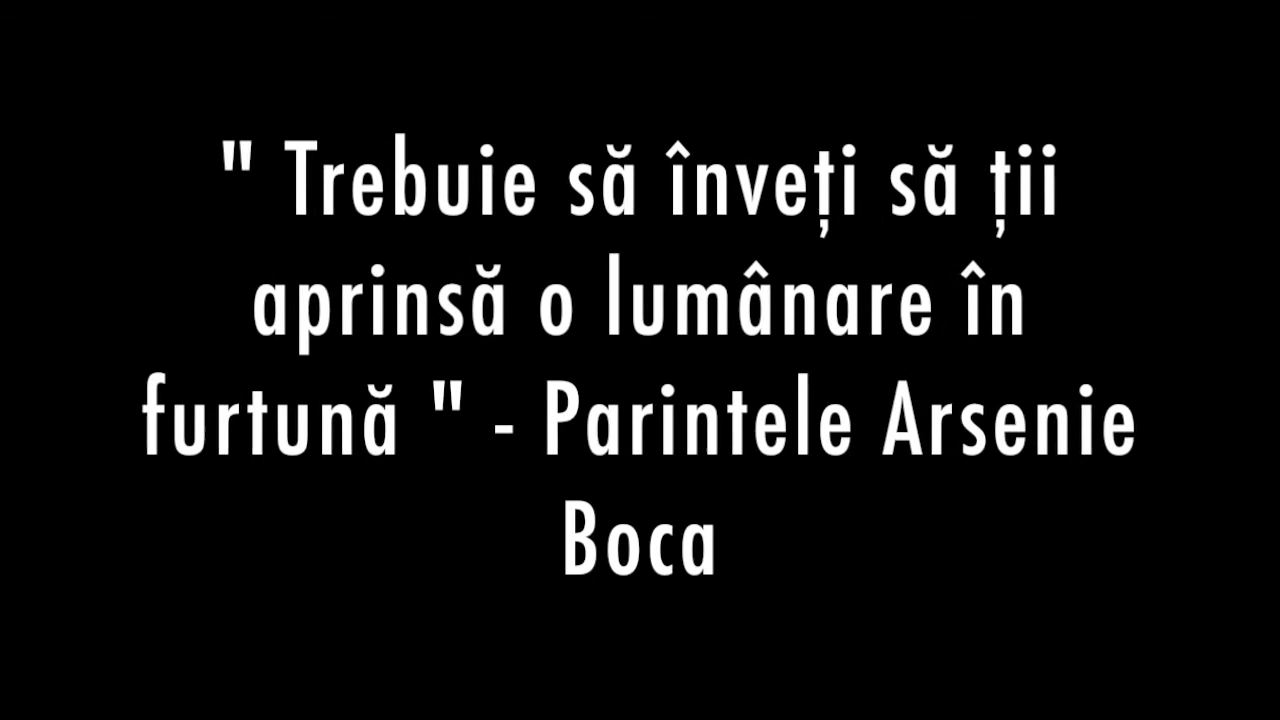 " Trebuie să înveți să ții
aprinsă o lumânare în
furtună " - Parintele Arsenie
Boca